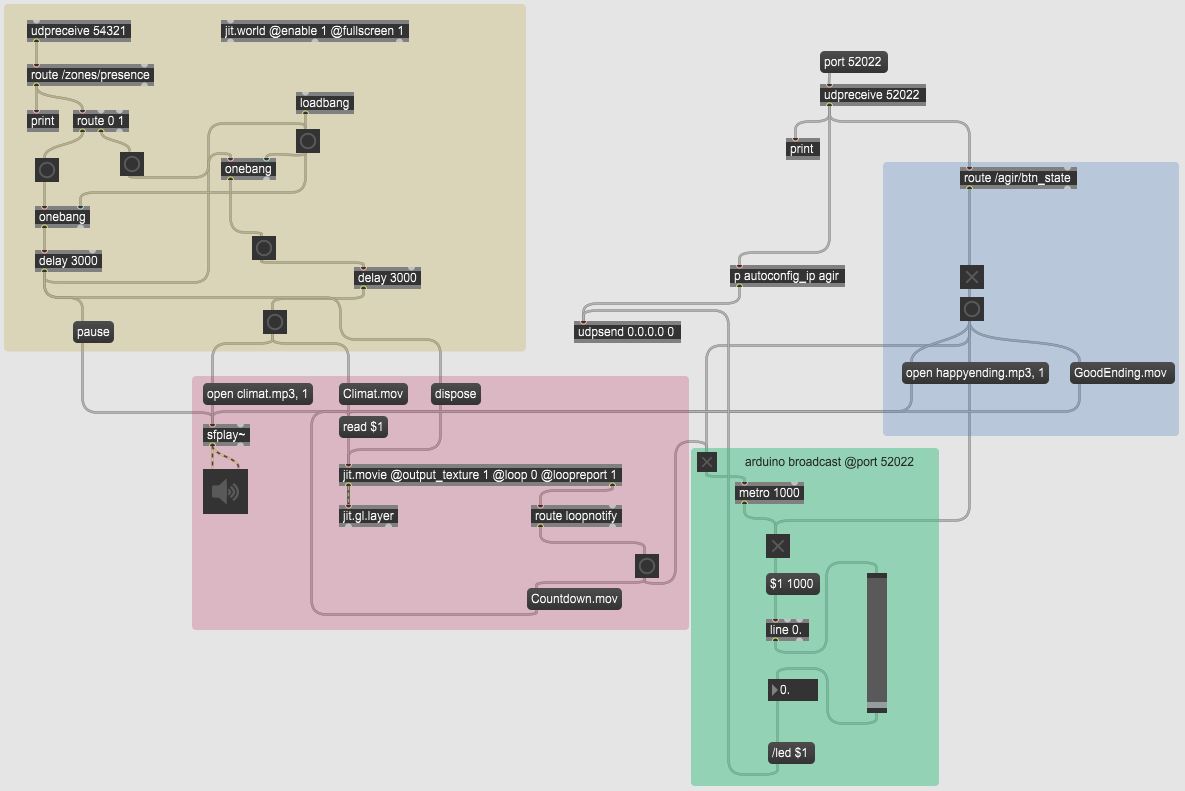 udpreceive 54321
jit.world @enable 1 @fullscreen 1
route /zones/presence
loadbang
print
route 0 1
onebang
onebang
delay 3000
delay 3000
pause
port 52022
udpreceive 52022
print
route /agir/btn_state
p autoconfig_ip agir
udpsend 0.0.0.0 0
open happyending.mp3, 1
GoodEnding.mov
open climat.mp3, 1
Climat.mov
dispose
read $1
sfplay~
jit.movie @output_texture 1 @loop 0 @loopreport 1
jit.gl.layer
route loopnotify
Countdown.mov
arduino broadcast @port 52022
metro 1000
$1 1000
line 0.
0.
/led $1